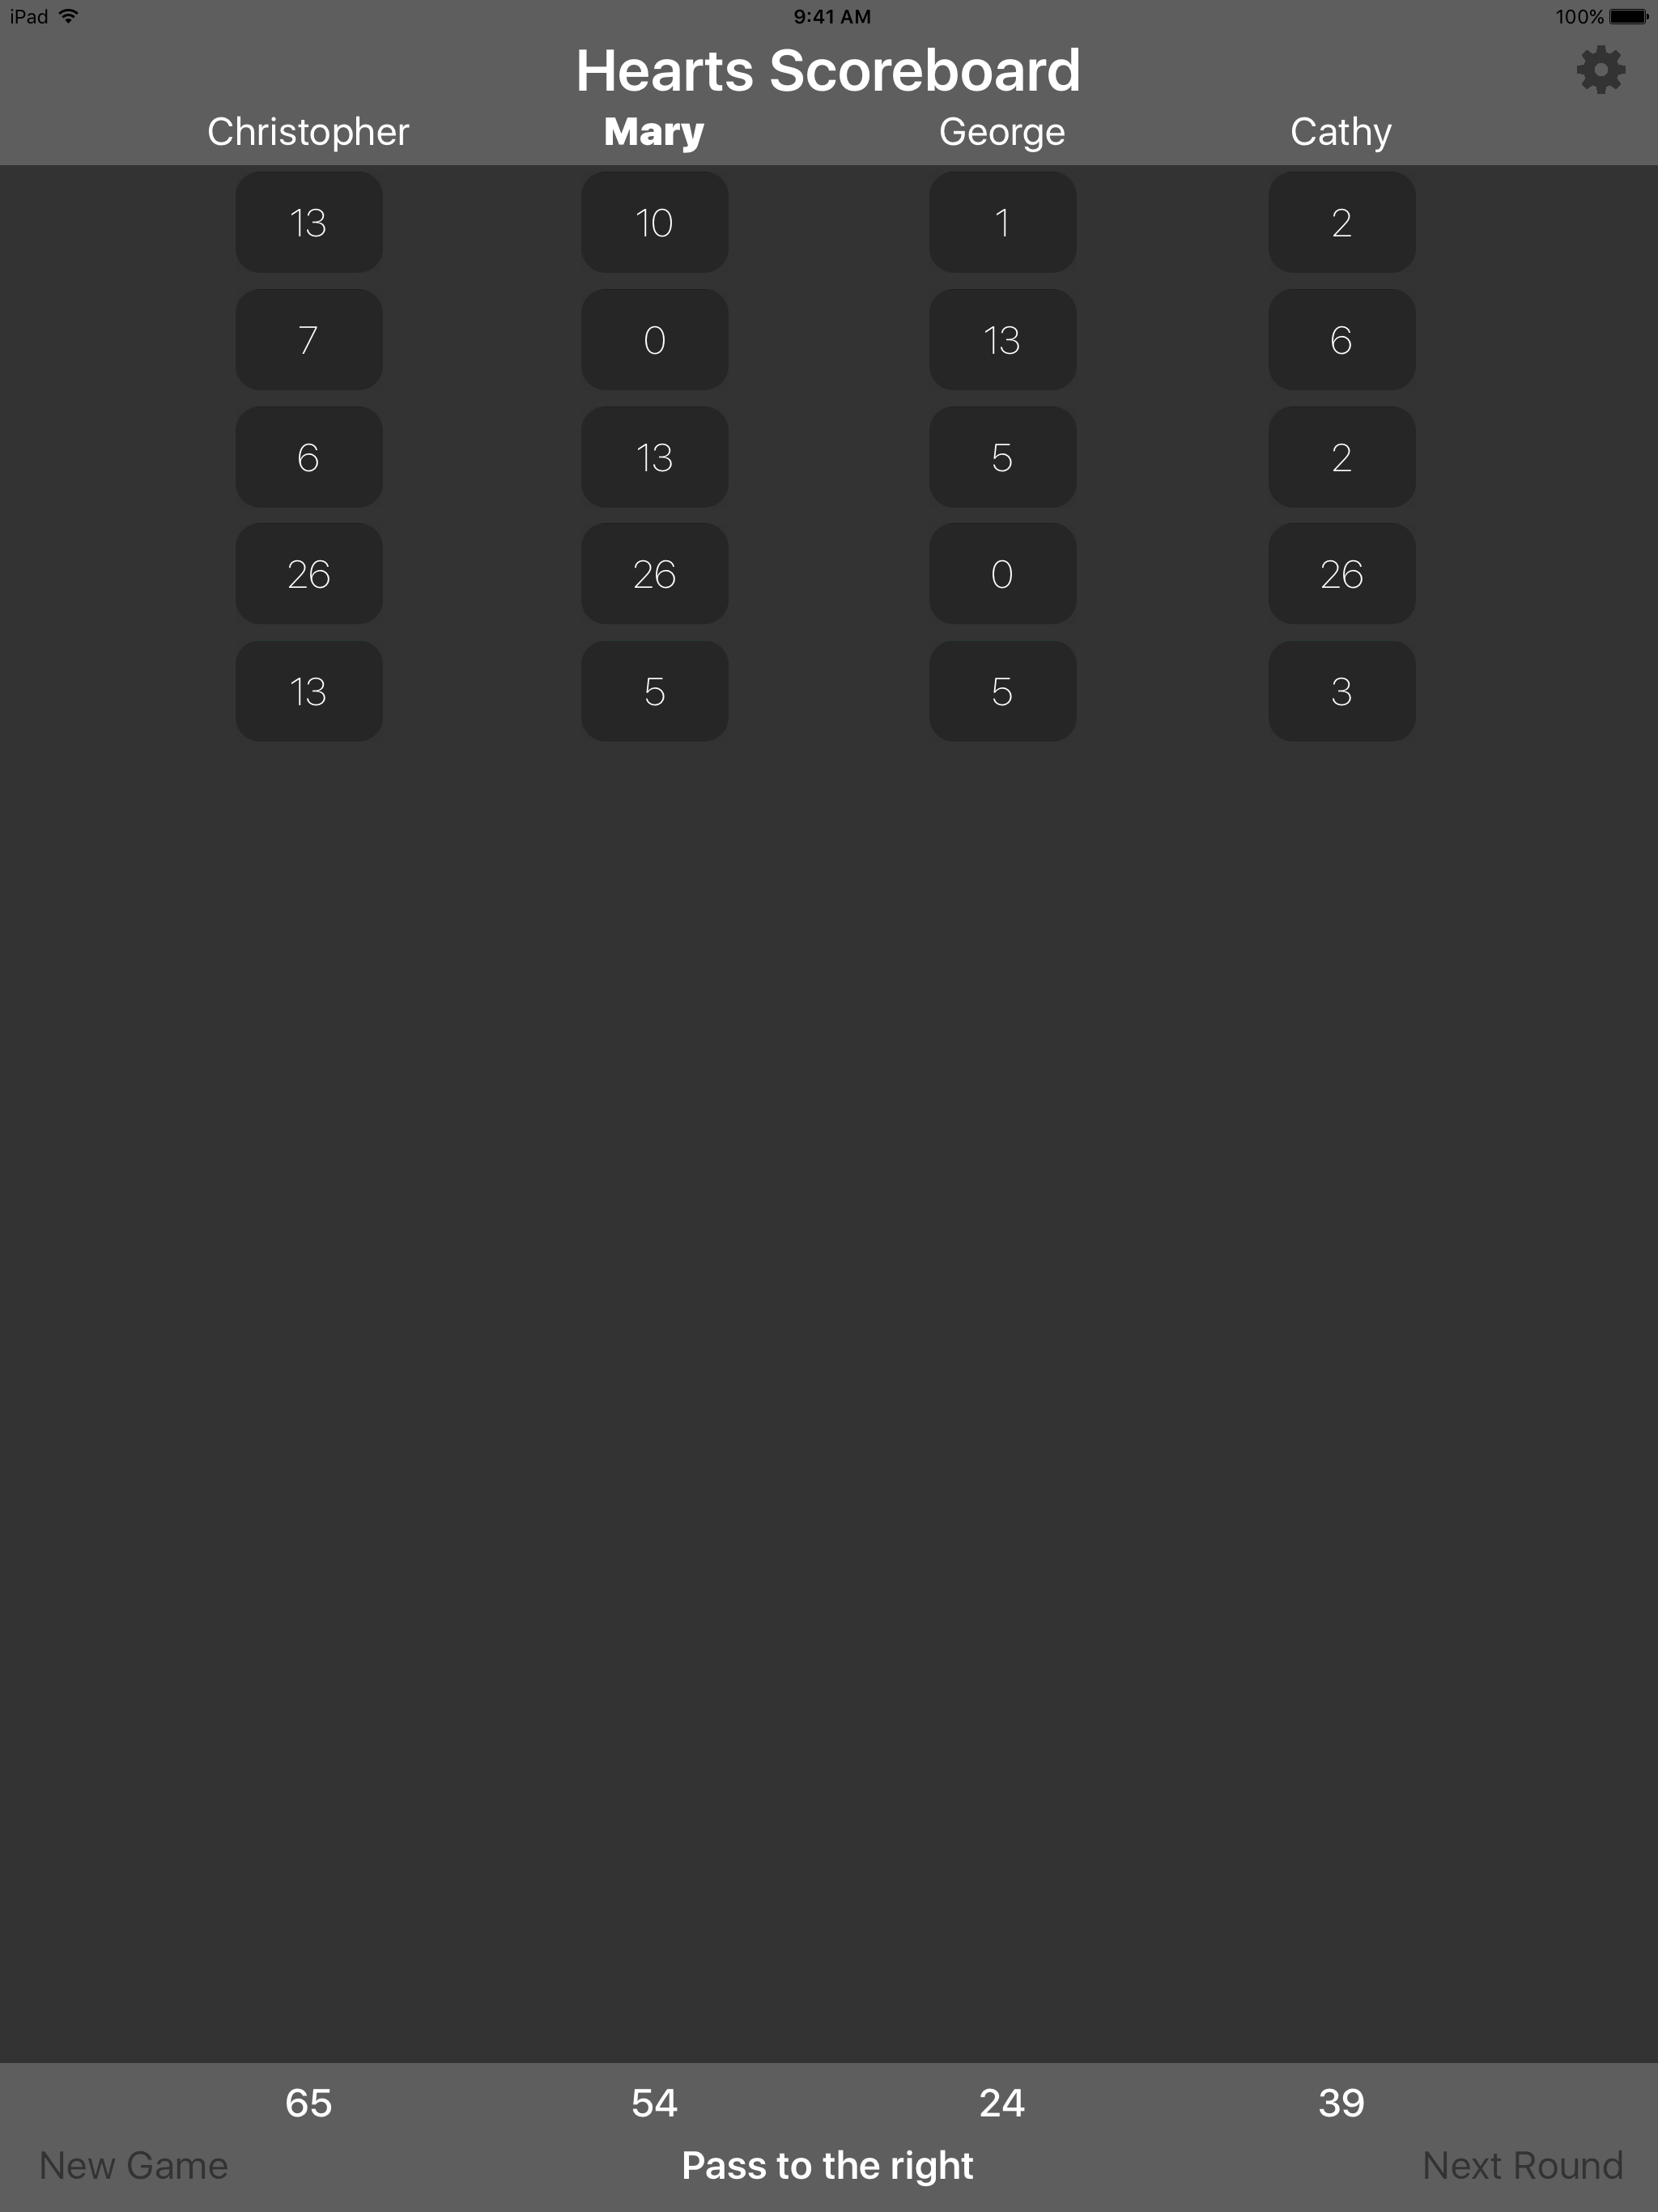 iPad 9:41 AM 100%
Hearts Scoreboard
Christopher Mary George Cathy
13 10 1 2
7 0 13 6
6 13 5 2
26 26 0 26
13 5 5 3
65 54 24 39
New Game Pass to the right Next Round